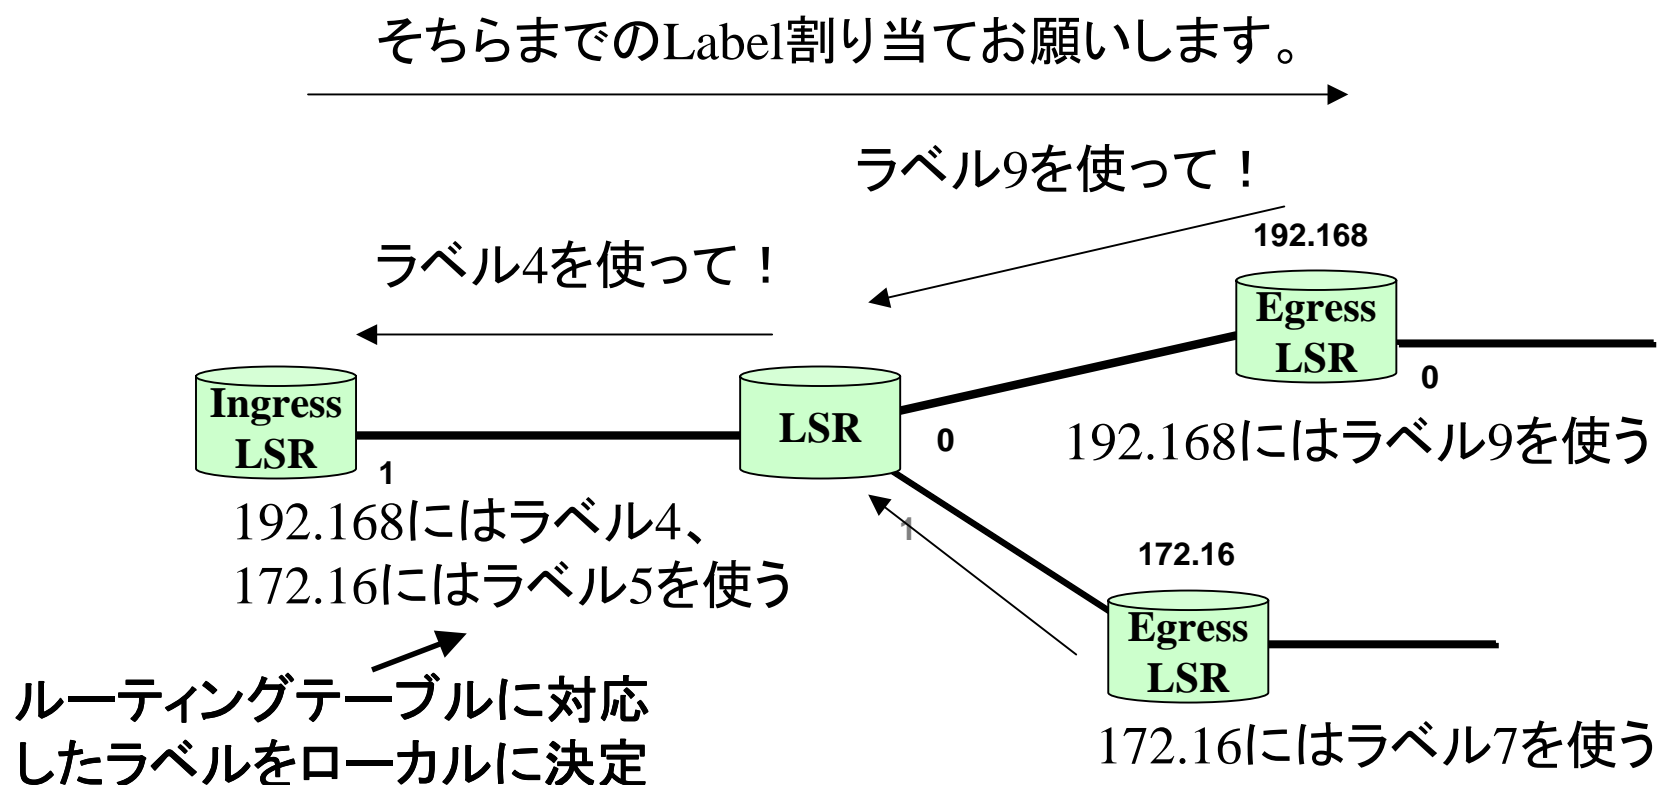 そちらまでのLabel割り当てお願いします。
ラベル9を使って！
ラベル4を使って！
192.168
Egress
LSR
0
Ingress
LSR
1
LSR
0
192.168にはラベル9を使う
192.168にはラベル4、
172.16にはラベル5を使う
1
172.16
Egress
LSR
ルーティングテーブルに対応
したラベルをローカルに決定
172.16にはラベル7を使う